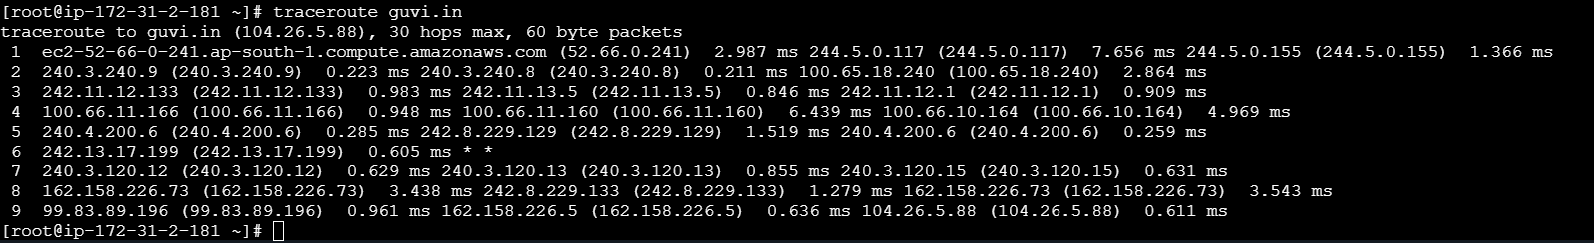 [root@ip-172-31-2-181 ~]# traceroute guvi.in
traceroute to guvi.in (104.26.5.88), 30 hops max, 60 byte packets
 1  ec2-52-66-0-241.ap-south-1.compute.amazonaws.com (52.66.0.241)  2.987 ms 244.5.0.117 (244.5.0.117)  7.656 ms 244.5.0.155 (244.5.0.155)  1.366 ms
 2  240.3.240.9 (240.3.240.9)  0.223 ms 240.3.240.8 (240.3.240.8)  0.211 ms 100.65.18.240 (100.65.18.240)  2.864 ms
 3  242.11.12.133 (242.11.12.133)  0.983 ms 242.11.13.5 (242.11.13.5)  0.846 ms 242.11.12.1 (242.11.12.1)  0.909 ms
 4  100.66.11.166 (100.66.11.166)  0.948 ms 100.66.11.160 (100.66.11.160)  6.439 ms 100.66.10.164 (100.66.10.164)  4.969 ms
 5  240.4.200.6 (240.4.200.6)  0.285 ms 242.8.229.129 (242.8.229.129)  1.519 ms 240.4.200.6 (240.4.200.6)  0.259 ms
 6  242.13.17.199 (242.13.17.199)  0.605 ms * *
 7  240.3.120.12 (240.3.120.12)  0.629 ms 240.3.120.13 (240.3.120.13)  0.855 ms 240.3.120.15 (240.3.120.15)  0.631 ms
 8  162.158.226.73 (162.158.226.73)  3.438 ms 242.8.229.133 (242.8.229.133)  1.279 ms 162.158.226.73 (162.158.226.73)  3.543 ms
 9  99.83.89.196 (99.83.89.196)  0.961 ms 162.158.226.5 (162.158.226.5)  0.636 ms 104.26.5.88 (104.26.5.88)  0.611 ms
[root@ip-172-31-2-181 ~]#